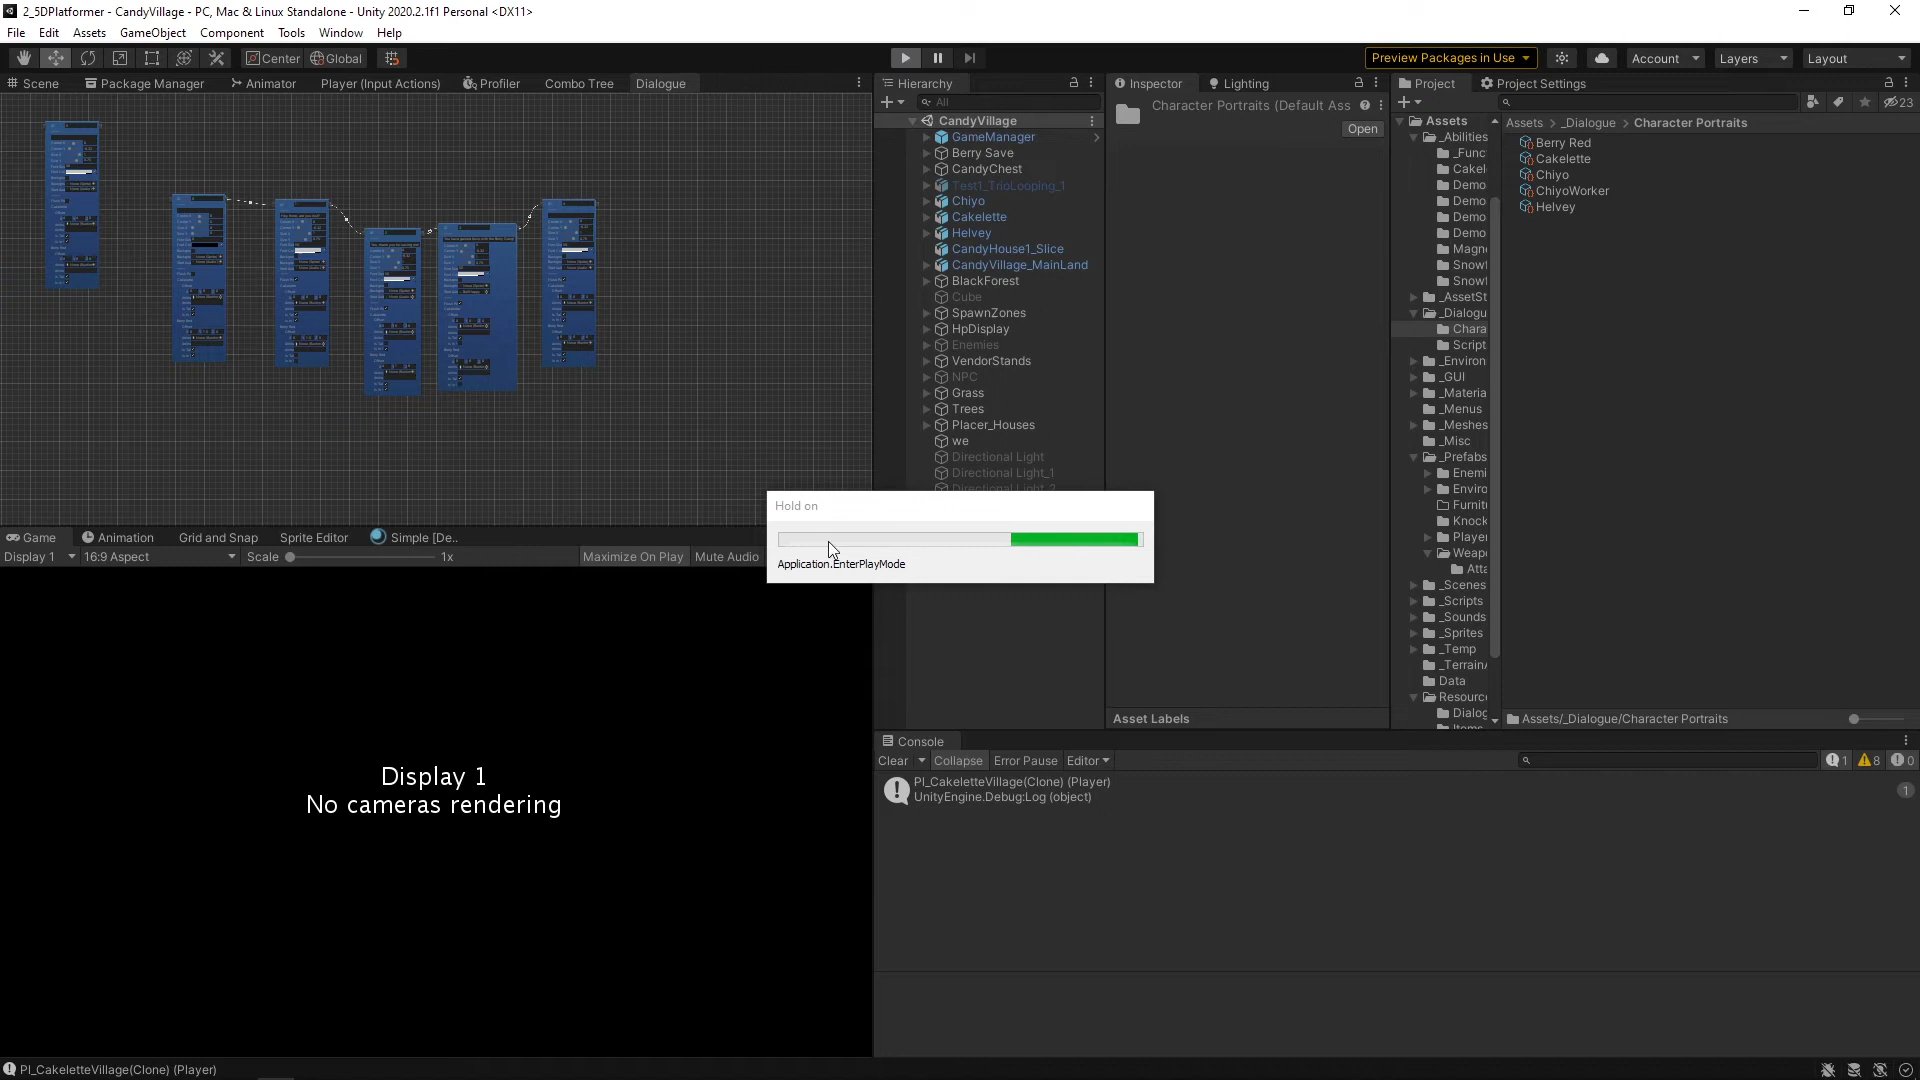 2_5DPlatformer - CandyVillage - PC, Mac & Linux Standalone - Unity 2020.2.1f1 Personal <DX11>
File Edit Assets GameObject Component Tools Window Help
Center Global
Preview Packages in Use Account Layers Layout
Scene Package Manager Animator Player (Input Actions) Profiler Combo Tree Dialogue
Hierarchy
All
CandyVillage
GameManager
Berry Save
CandyChest
Test1_TrioLooping_1
Chiyo
Cakelette
Helvey
CandyHouse1_Slice
CandyVillage_MainLand
BlackForest
Cube
SpawnZones
HpDisplay
Enemies
VendorStands
NPC
Grass
Trees
Placer_Houses
we
Directional Light
Directional Light_1
Directional Light_2
Inspector Lighting
Character Portraits (Default Ass
Open
Asset Labels
Project Project Settings
23
Assets
_Abilities
_Func
Cakel
Demo
Demo
Demo
Demo
Magn
Snowf
Snowf
_AssetSt
_Dialogu
Chara
Script
_Environ
_GUI
_Materia
_Menus
_Meshes
_Misc
_Prefabs
Enemi
Enviro
Furnitu
Knock
Player
Weap
Atta
_Scenes
_Scripts
_Sounds
_Sprites
_Temp
_TerrainA
Data
Resourc
Dialog
Items
Assets > _Dialogue > Character Portraits
Berry Red
Cakelette
Chiyo
ChiyoWorker
Helvey
Assets/_Dialogue/Character Portraits
Hold on
Application.EnterPlayMode
Game Animation Grid and Snap Sprite Editor Simple [De..
Display 1 16:9 Aspect Scale 1x Maximize On Play Mute Audio
Display 1
No cameras rendering
Console
Clear Collapse Error Pause Editor 1 8 0
Pl_CakeletteVillage(Clone) (Player)
UnityEngine.Debug:Log (object)
1
Pl_CakeletteVillage(Clone) (Player)